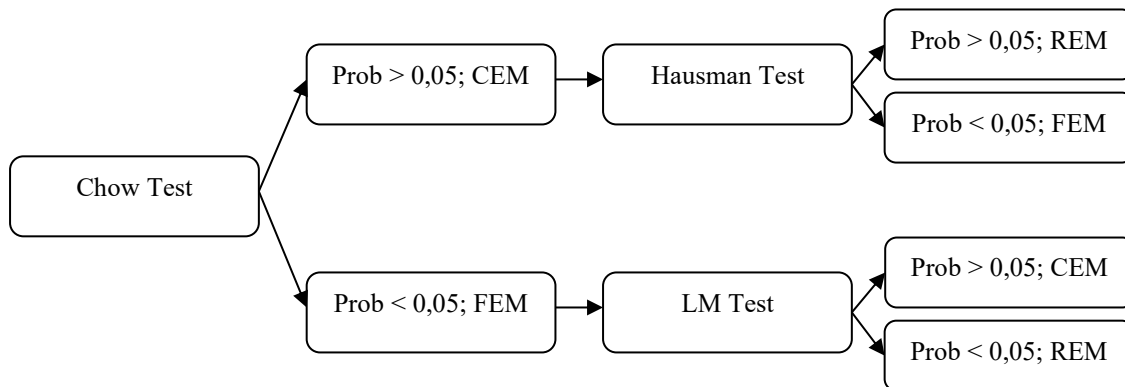 Chow Test
Prob > 0,05; CEM
Hausman Test
Prob > 0,05; REM
Prob < 0,05; FEM
Prob < 0,05; FEM
LM Test
Prob > 0,05; CEM
Prob < 0,05; REM